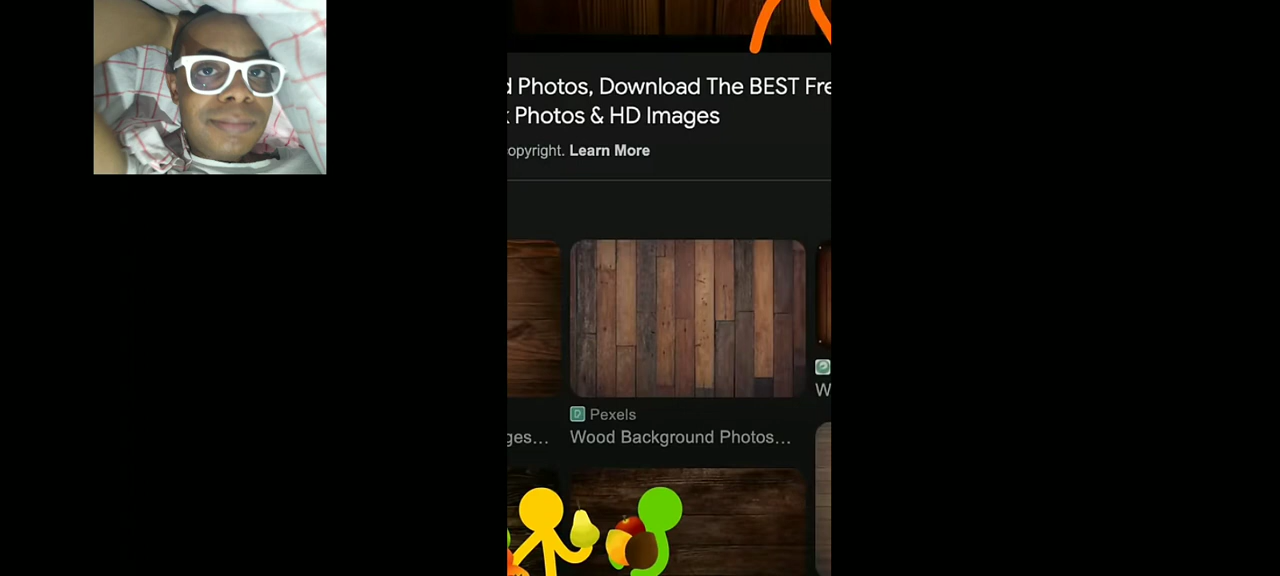 d Photos, Download The BEST Fre
k Photos & HD Images
opyright. Learn More
Pexels
ges...
Wood Background Photos...
W